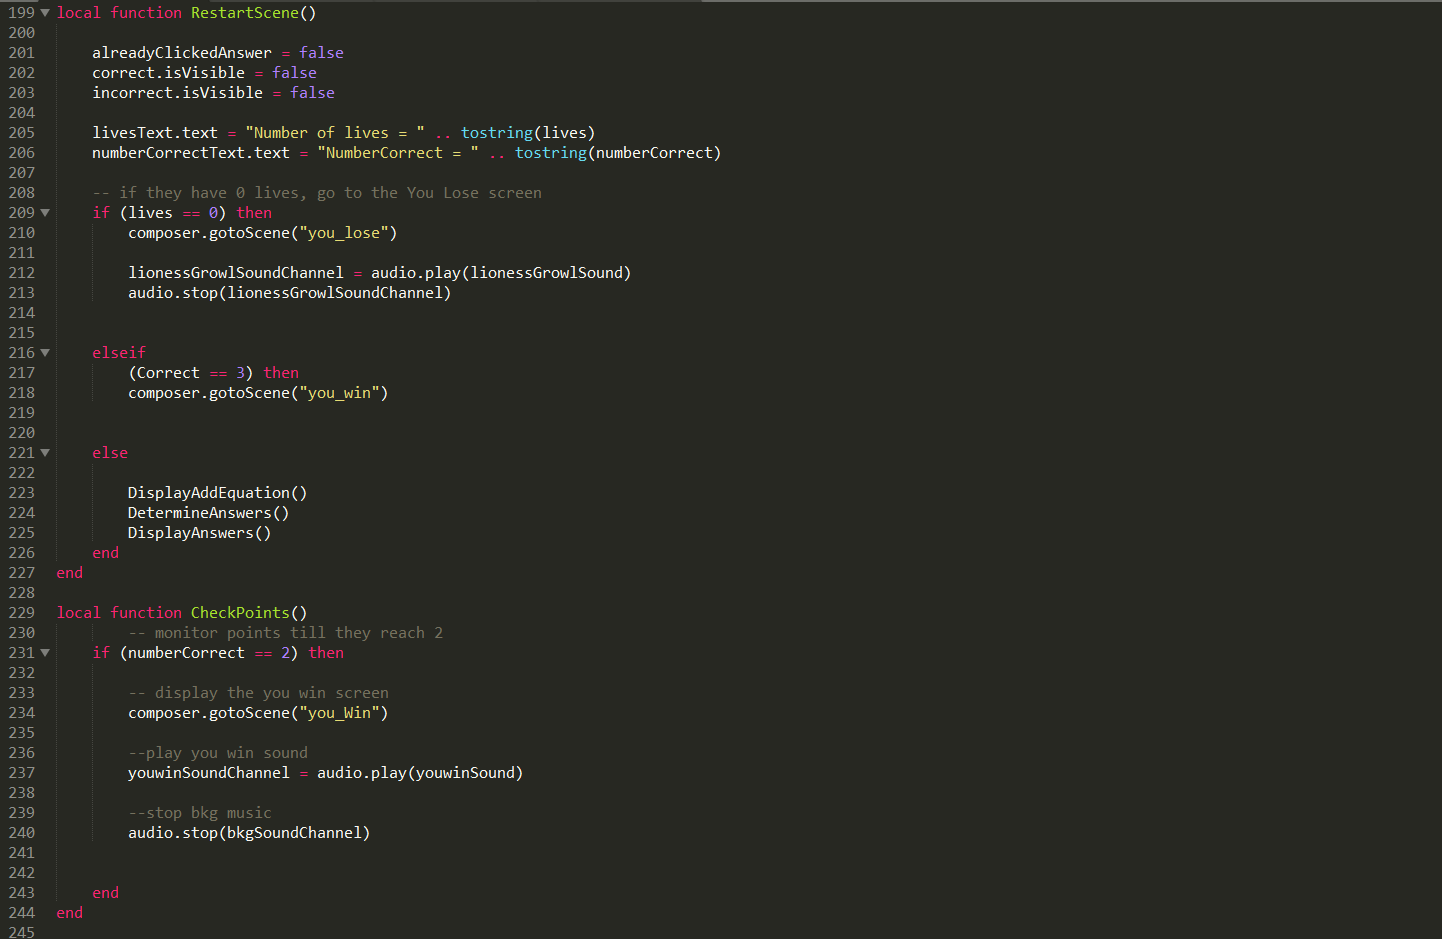 199 local function RestartScene()
200
201     alreadyClickedAnswer = false
202     correct.isVisible = false
203     incorrect.isVisible = false
204
205     livesText.text = "Number of lives = " .. tostring(lives)
206     numberCorrectText.text = "NumberCorrect = " .. tostring(numberCorrect)
207
208     -- if they have 0 lives, go to the You Lose screen
209     if (lives == 0) then
210         composer.gotoScene("you_lose")
211
212         lionessGrowlSoundChannel = audio.play(lionessGrowlSound)
213         audio.stop(lionessGrowlSoundChannel)
214
215
216     elseif
217         (Correct == 3) then
218         composer.gotoScene("you_win")
219
220
221     else
222
223         DisplayAddEquation()
224         DetermineAnswers()
225         DisplayAnswers()
226     end
227 end
228
229 local function CheckPoints()
230         -- monitor points till they reach 2
231     if (numberCorrect == 2) then
232
233         -- display the you win screen
234         composer.gotoScene("you_Win")
235
236         --play you win sound
237         youwinSoundChannel = audio.play(youwinSound)
238
239         --stop bkg music
240         audio.stop(bkgSoundChannel)
241
242
243     end
244 end
245